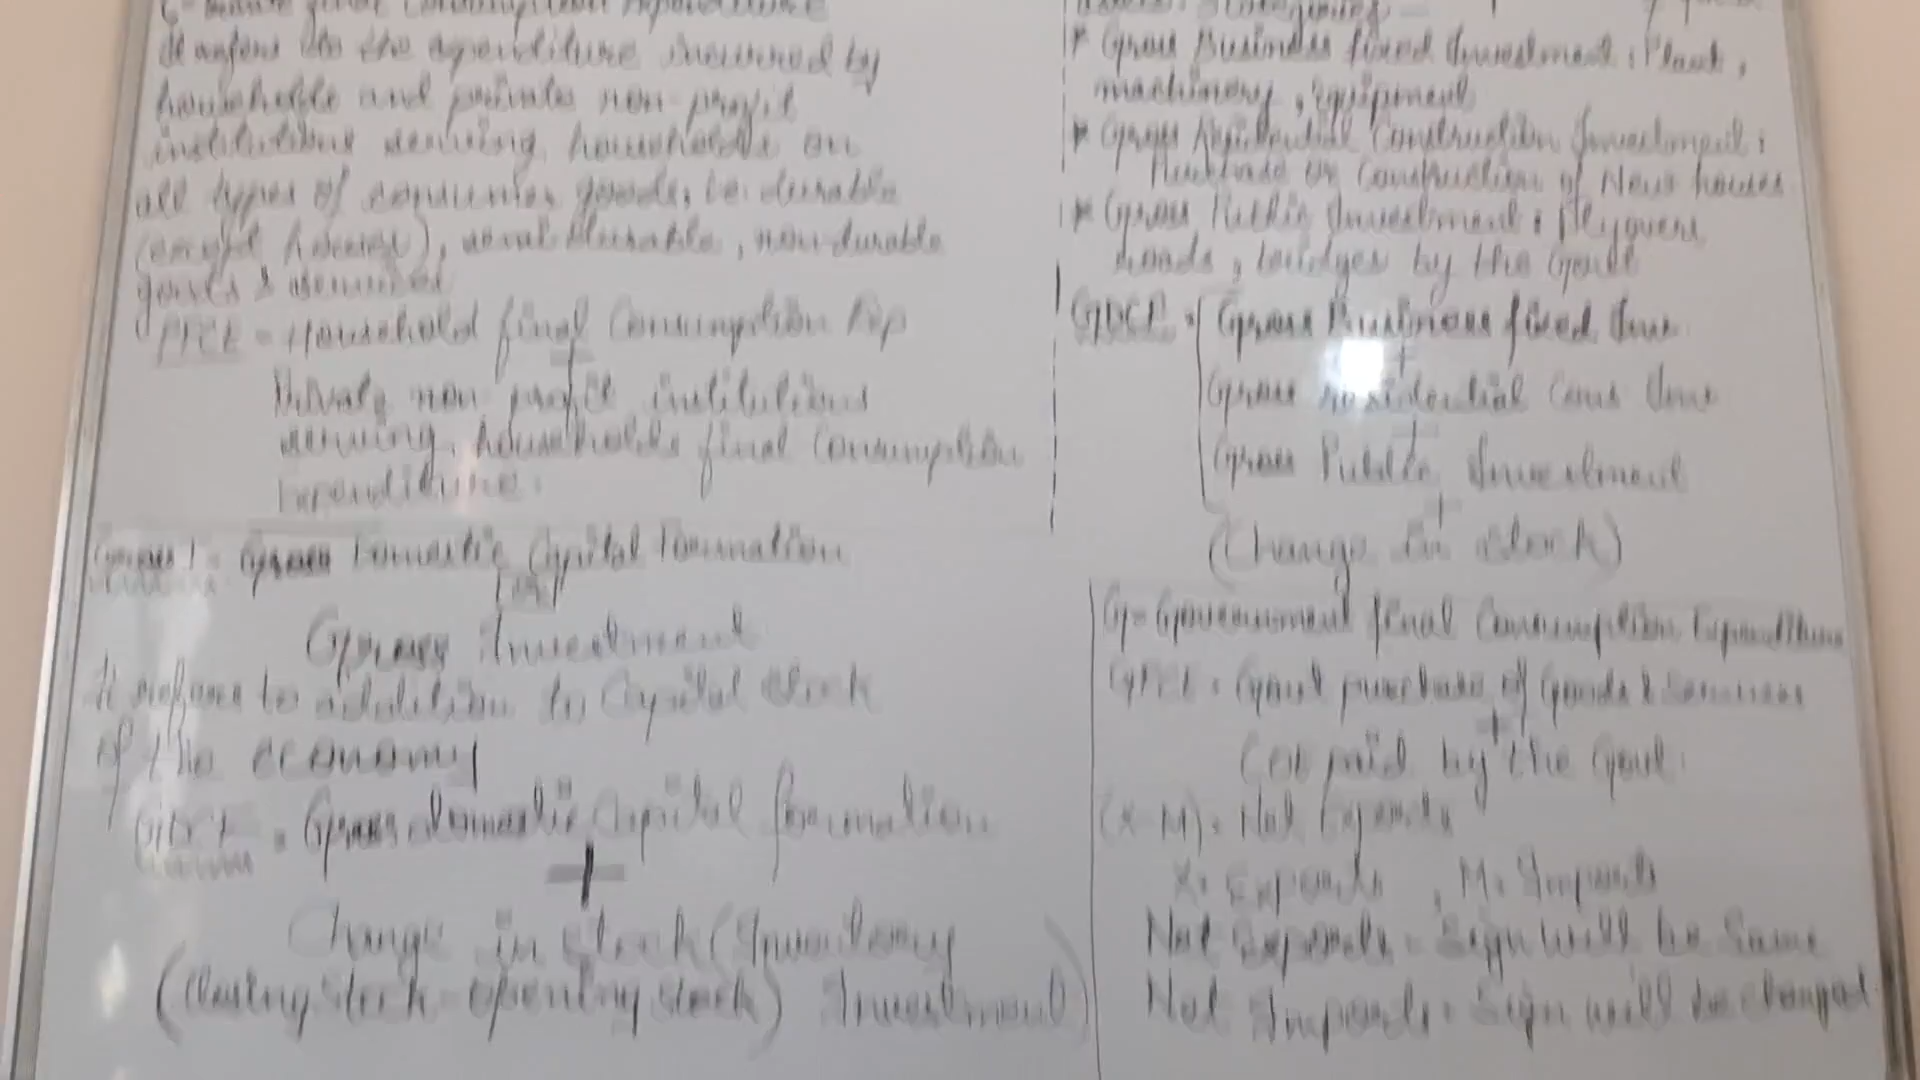 C = Private final Consumption Expenditure
It refers to the expenditure incurred by
households and private non-profit
institutions serving households on
all types of consumer goods, i.e. durable
(except houses), semi durable, non-durable
goods & services
PFCE = Household final Consumption Exp
+
Private non profit institutions
serving households final Consumption
Expenditure.
Gross I = Gross Domestic Capital Formation
(or)
Gross Investment
It refers to addition to Capital stock
of the economy
GDCF = Gross domestic Capital formation
+
Change in stock (Inventory
(Closing stock - opening stock) Investment)
* Gross Business fixed Investment : Plant,
machinery, equipment
* Gross Residential Construction Investment :
Purchase or Construction of New houses
* Gross Public Investment : Flyovers
roads, bridges by the Govt
GDCF = Gross Business fixed Inv
+
Gross residential Cons Inv
+
Gross Public Investment
+
(Change in stock)
G = Government final Consumption Expenditure
GFCE = Govt purchase of Goods & Services
+
COE paid by the Govt.
(X-M) = Net Exports
X = Exports, M = Imports
Net Exports = Sign will be Same
Net Imports = Sign will be changed